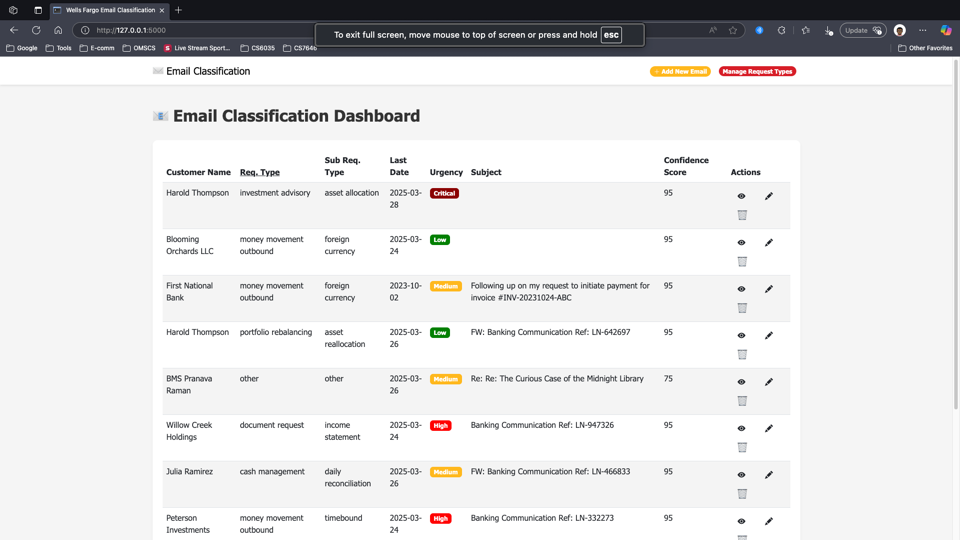 Wells Fargo Email Classification
http://127.0.0.1:5000
To exit full screen, move mouse to top of screen or press and hold esc
Update
Google Tools E-comm OMSCS Live Stream Sport... CS6035 CS7646
Other Favorites
Email Classification
+ Add New Email
Manage Request Types
Email Classification Dashboard
Customer Name Req. Type Sub Req. Type Last Date Urgency Subject Confidence Score Actions
Harold Thompson investment advisory asset allocation 2025-03-28 Critical 95
Blooming Orchards LLC money movement outbound foreign currency 2025-03-24 Low 95
First National Bank money movement outbound foreign currency 2023-10-02 Medium Following up on my request to initiate payment for invoice #INV-20231024-ABC 95
Harold Thompson portfolio rebalancing asset reallocation 2025-03-26 Low FW: Banking Communication Ref: LN-642697 95
BMS Pranava Raman other other 2025-03-26 Medium Re: Re: The Curious Case of the Midnight Library 75
Willow Creek Holdings document request income statement 2025-03-24 High Banking Communication Ref: LN-947326 95
Julia Ramirez cash management daily reconciliation 2025-03-26 Medium FW: Banking Communication Ref: LN-466833 95
Peterson Investments money movement outbound timebound 2025-03-24 High Banking Communication Ref: LN-332273 95